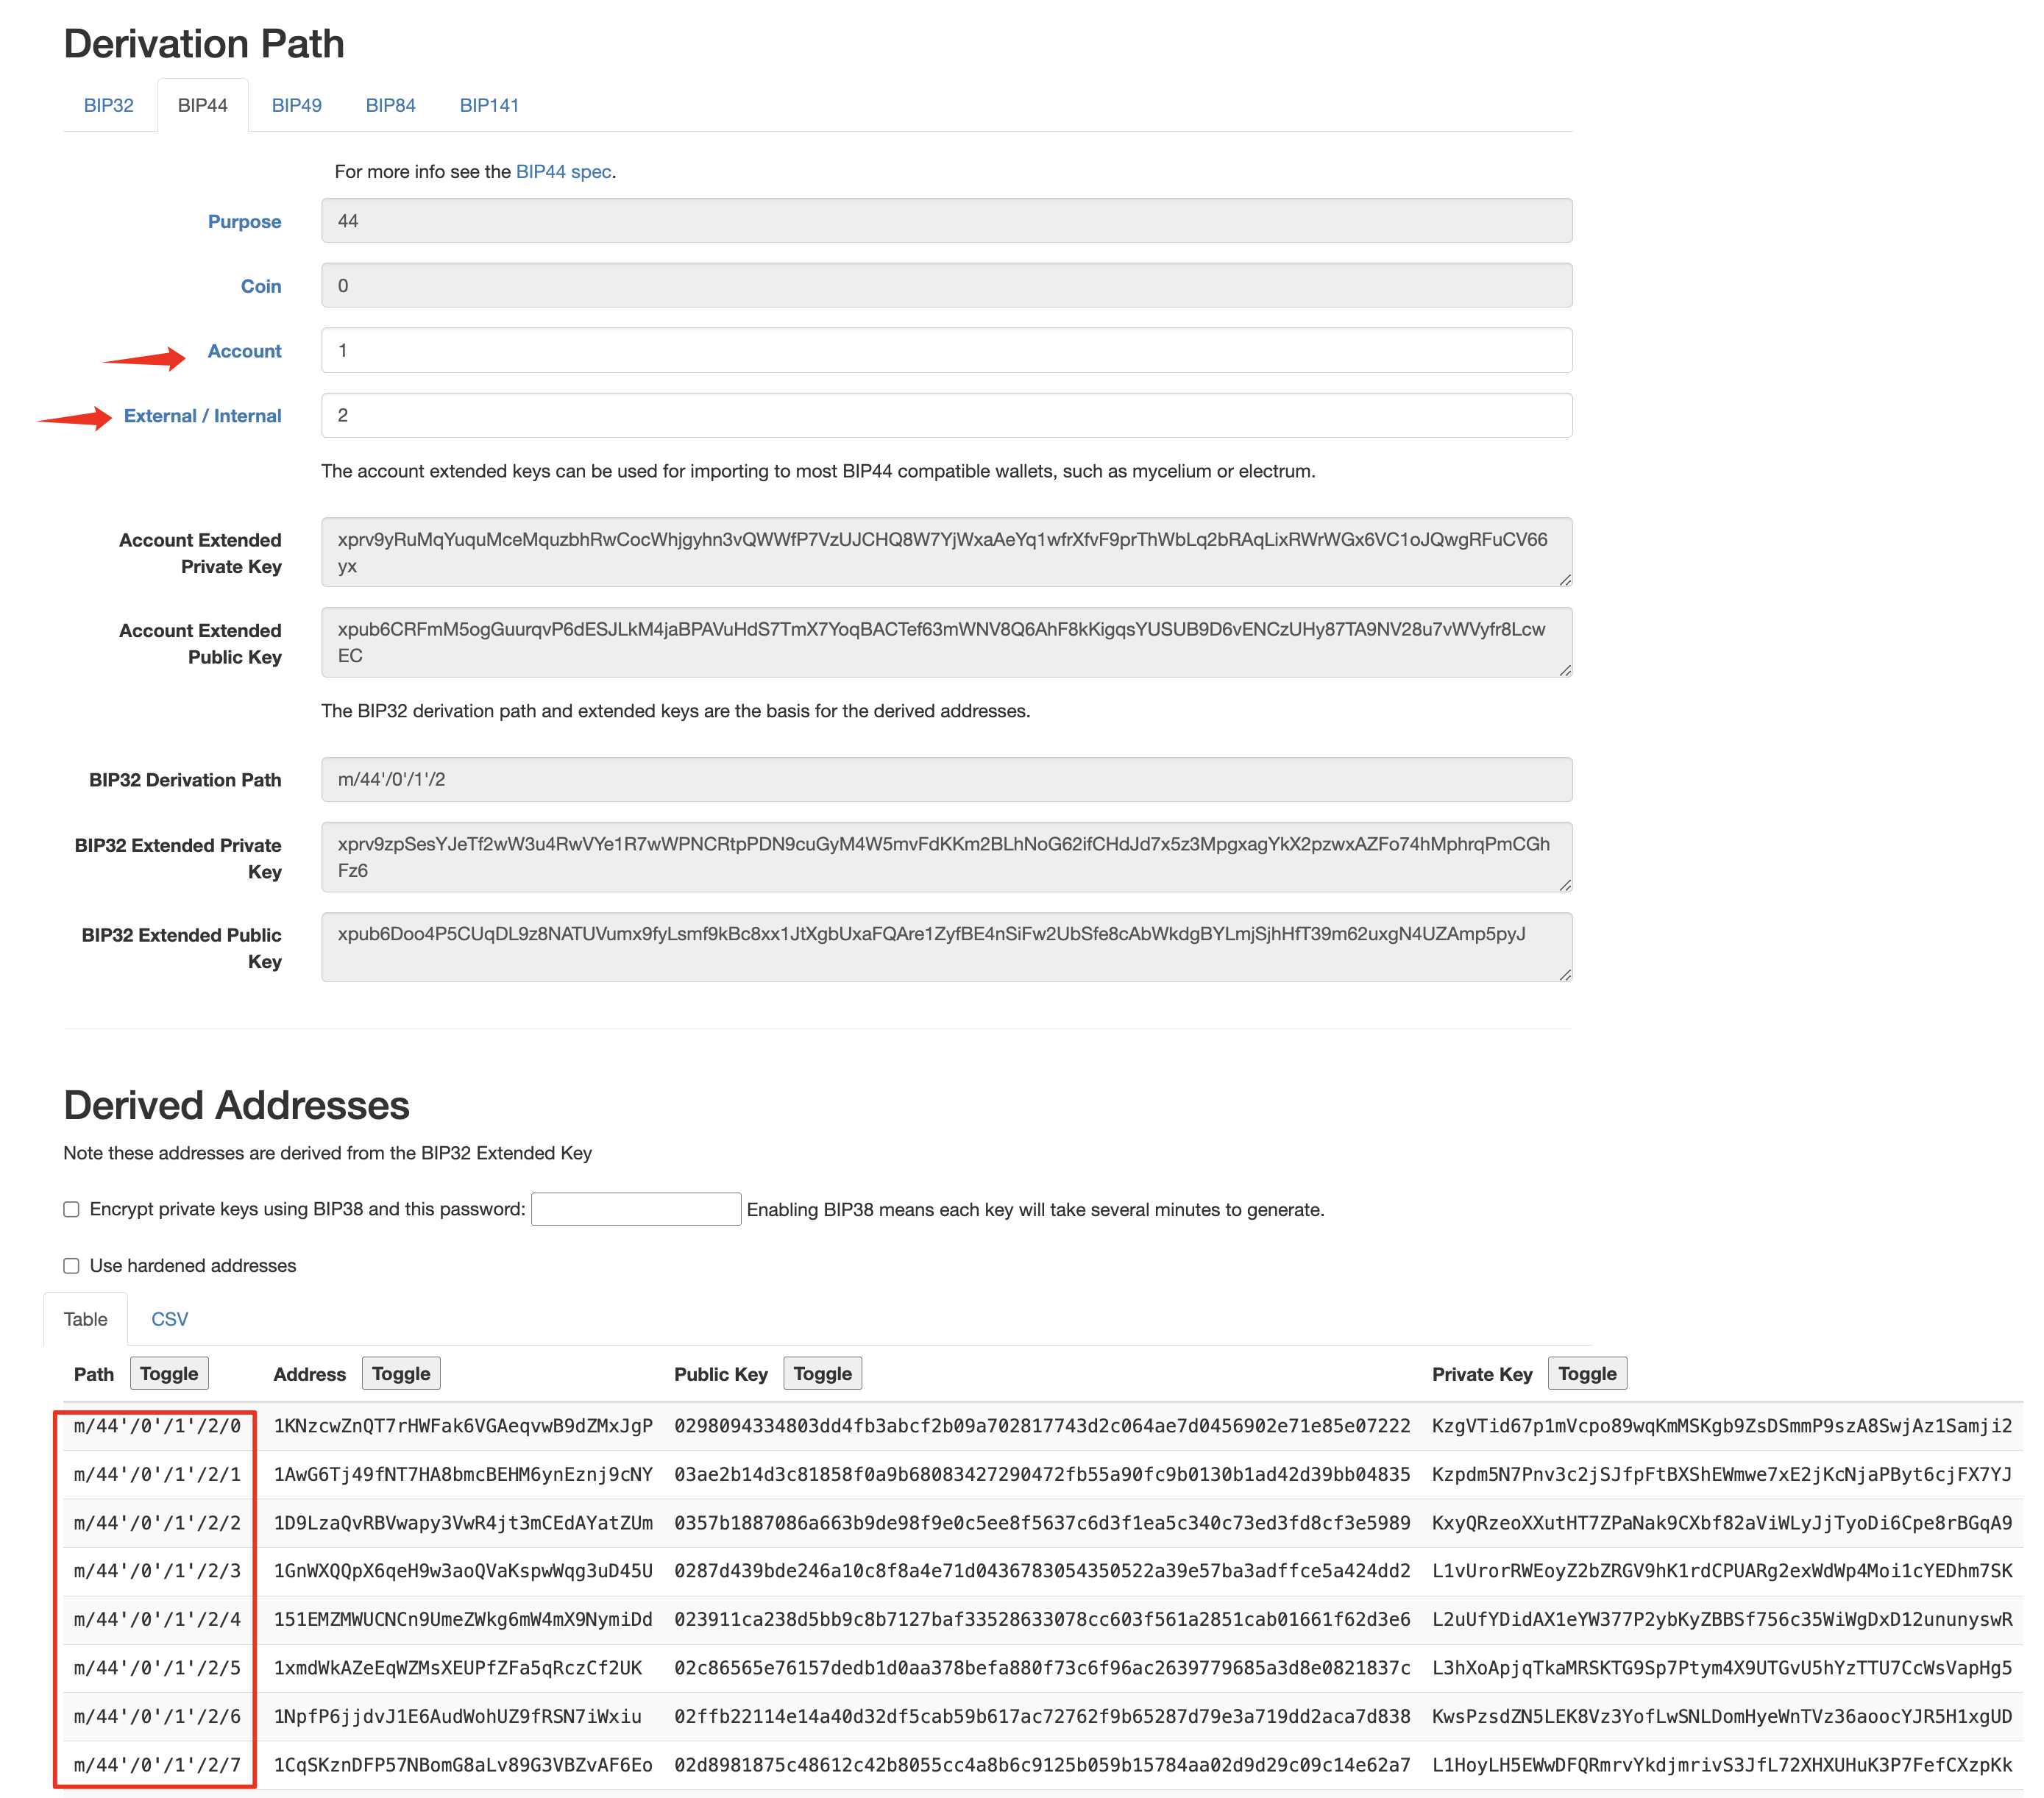 Derivation Path
BIP32 BIP44 BIP49 BIP84 BIP141
For more info see the BIP44 spec.
Purpose 44
Coin 0
Account 1
External / Internal 2
The account extended keys can be used for importing to most BIP44 compatible wallets, such as mycelium or electrum.
Account Extended Private Key
xprv9yRuMqYuquMceMquzbhRwCocWhjgyhn3vQWWfP7VzUJCHQ8W7YjWxaAeYq1wfrXfvF9prThWbLq2bRAqLixRWrWGx6VC1oJQwgRFuCV66
yx
Account Extended Public Key
xpub6CRFmM5ogGuurqvP6dESJLkM4jaBPAVuHdS7TmX7YoqBACTef63mWNV8Q6AhF8kKigqsYUSUB9D6vENCzUHy87TA9NV28u7vWVyfr8Lcw
EC
The BIP32 derivation path and extended keys are the basis for the derived addresses.
BIP32 Derivation Path m/44'/0'/1'/2
BIP32 Extended Private Key
xprv9zpSesYJeTf2wW3u4RwVYe1R7wWPNCRtpPDN9cuGyM4W5mvFdKKm2BLhNoG62ifCHdJd7x5z3MpgxagYkX2pzwxAZFo74hMphrqPmCGh
Fz6
BIP32 Extended Public Key
xpub6Doo4P5CUqDL9z8NATUVumx9fyLsmf9kBc8xx1JtXgbUxaFQAre1ZyfBE4nSiFw2UbSfe8cAbWkdgBYLmjSjhHfT39m62uxgN4UZAmp5pyJ
Derived Addresses
Note these addresses are derived from the BIP32 Extended Key
Encrypt private keys using BIP38 and this password: Enabling BIP38 means each key will take several minutes to generate.
Use hardened addresses
Table CSV
Path Toggle Address Toggle Public Key Toggle Private Key Toggle
m/44'/0'/1'/2/0 1KNzcwZnQT7rHWFak6VGAeqvwB9dZMxJgP 0298094334803dd4fb3abcf2b09a702817743d2c064ae7d0456902e71e85e07222 KzgVTid67p1mVcpo89wqKmMSKgb9ZsDSmmP9szA8SwjAz1Samji2
m/44'/0'/1'/2/1 1AwG6Tj49fNT7HA8bmcBEHM6ynEznj9cNY 03ae2b14d3c81858f0a9b68083427290472fb55a90fc9b0130b1ad42d39bb04835 Kzpdm5N7Pnv3c2jSJfpFtBXShEWmwe7xE2jKcNjaPByt6cjFX7YJ
m/44'/0'/1'/2/2 1D9LzaQvRBVwapy3VwR4jt3mCEdAYatZUm 0357b1887086a663b9de98f9e0c5ee8f5637c6d3f1ea5c340c73ed3fd8cf3e5989 KxyQRzeoXXutHT7ZPaNak9CXbf82aViWLyJjTyoDi6Cpe8rBGqA9
m/44'/0'/1'/2/3 1GnWXQQpX6qeH9w3aoQVaKspwWqg3uD45U 0287d439bde246a10c8f8a4e71d0436783054350522a39e57ba3adffce5a424dd2 L1vUrorRWEoyZ2bZRGV9hK1rdCPUARg2exWdWp4Moi1cYEDhm7SK
m/44'/0'/1'/2/4 151EMZMWUCNCn9UmeZWkg6mW4mX9NymiDd 023911ca238d5bb9c8b7127baf33528633078cc603f561a2851cab01661f62d3e6 L2uUfYDidAX1eYW377P2ybKyZBBSf756c35WiWgDxD12ununyswR
m/44'/0'/1'/2/5 1xmdWkAZeEqWZMsXEUPfZFa5qRczCf2UK 02c86565e76157dedb1d0aa378befa880f73c6f96ac2639779685a3d8e0821837c L3hXoApjqTkaMRSKTG9Sp7Ptym4X9UTGvU5hYzTTU7CcWsVapHg5
m/44'/0'/1'/2/6 1NpfP6jjdvJ1E6AudWohUZ9fRSN7iWxiu 02ffb22114e14a40d32df5cab59b617ac72762f9b65287d79e3a719dd2aca7d838 KwsPzsdZN5LEK8Vz3YofLwSNLDomHyeWnTVz36aoocYJR5H1xgUD
m/44'/0'/1'/2/7 1CqSKznDFP57NBomG8aLv89G3VBZvAF6Eo 02d8981875c48612c42b8055cc4a8b6c9125b059b15784aa02d9d29c09c14e62a7 L1HoyLH5EWwDFQRmrvYkdjmrivS3JfL72XHXUHuK3P7FefCXzpKk